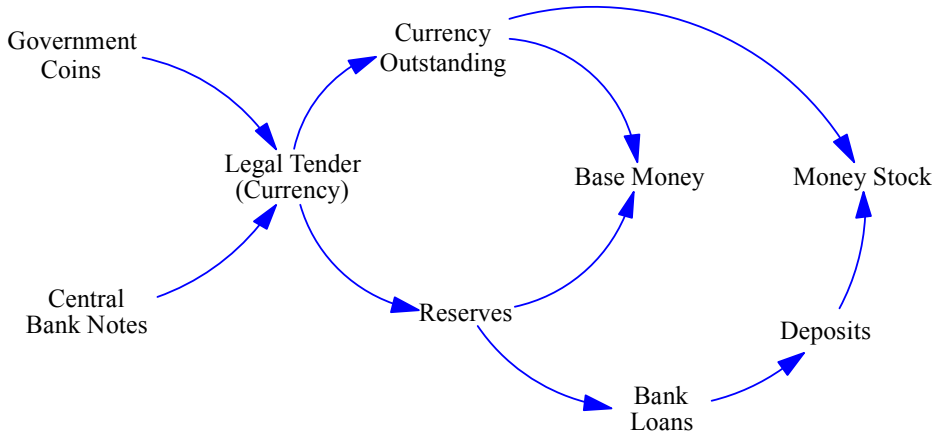 Government
Coins
Currency
Outstanding
Legal Tender
(Currency)
Base Money
Money Stock
Central
Bank Notes
Reserves
Deposits
Bank
Loans